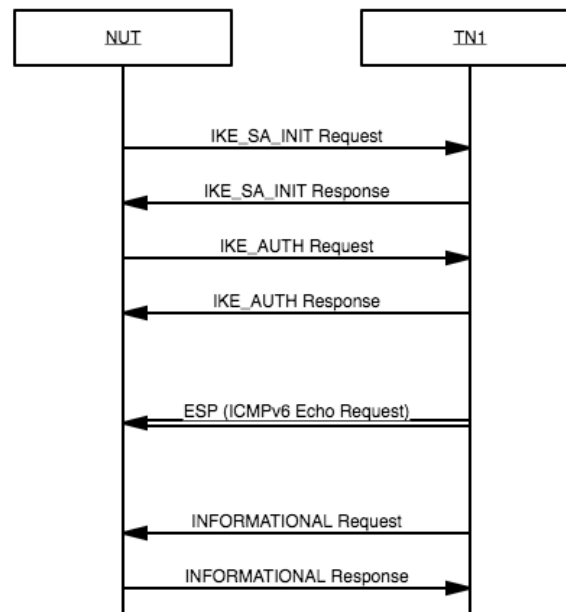 NUT
TN1
IKE_SA_INIT Request
IKE_SA_INIT Response
IKE_AUTH Request
IKE_AUTH Response
ESP (ICMPv6 Echo Request)
INFORMATIONAL Request
INFORMATIONAL Response